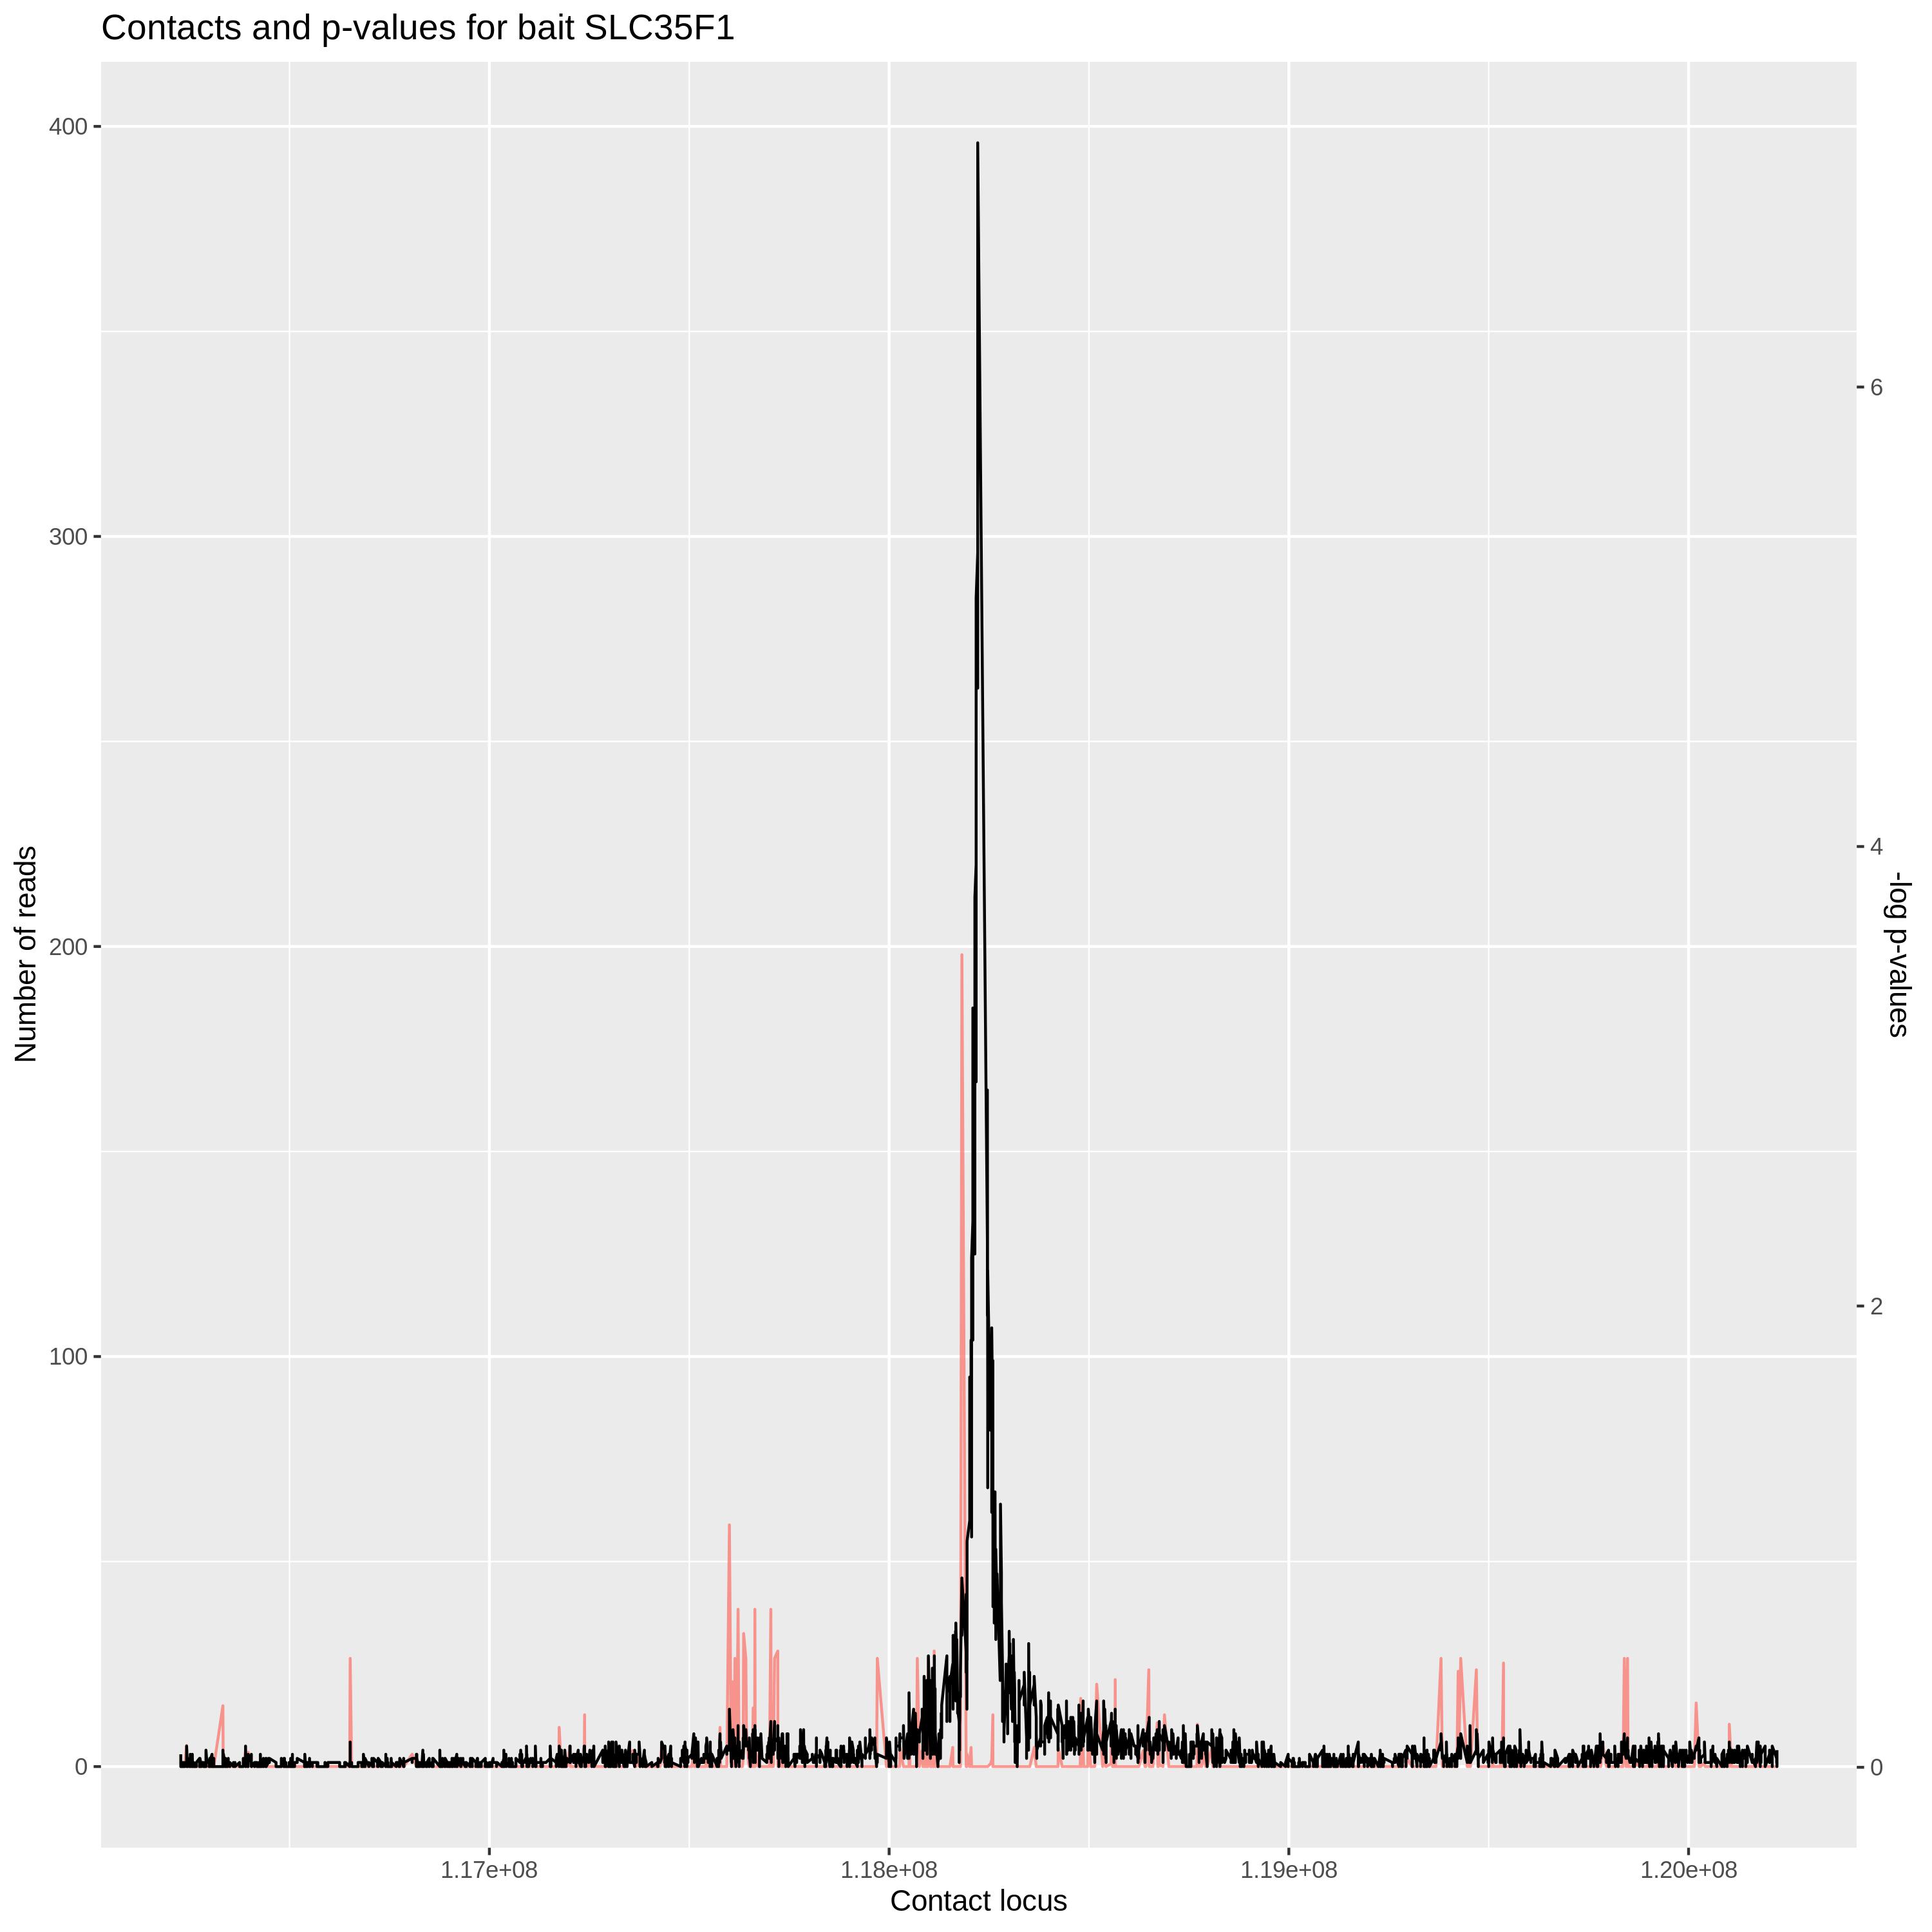 Contacts and p-values for bait SLC35F1
400
300
200
100
0
Number of reads
6
4
2
0
-log p-values
1.17e+08
1.18e+08
1.19e+08
1.20e+08
Contact locus